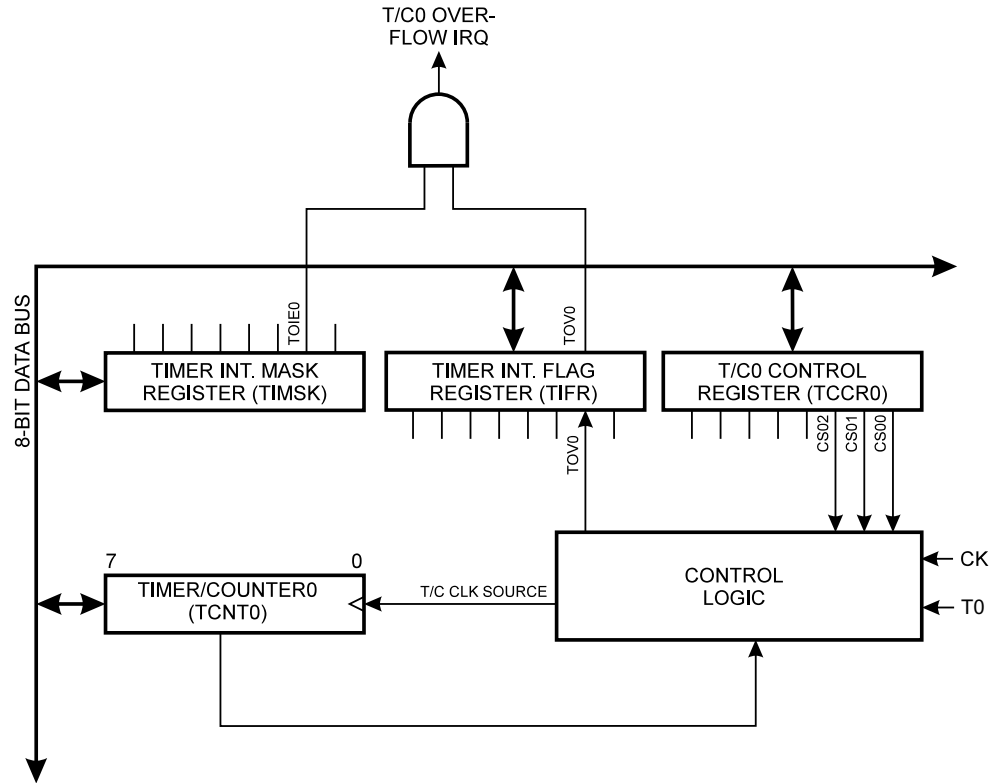 T/C0 OVER-
FLOW IRQ
8-BIT DATA BUS
TOIE0
TOV0
TIMER INT. MASK
REGISTER (TIMSK)
TIMER INT. FLAG
REGISTER (TIFR)
T/C0 CONTROL
REGISTER (TCCR0)
TOV0
CS02
CS01
CS00
7
0
TIMER/COUNTER0
(TCNT0)
T/C CLK SOURCE
CONTROL
LOGIC
CK
T0